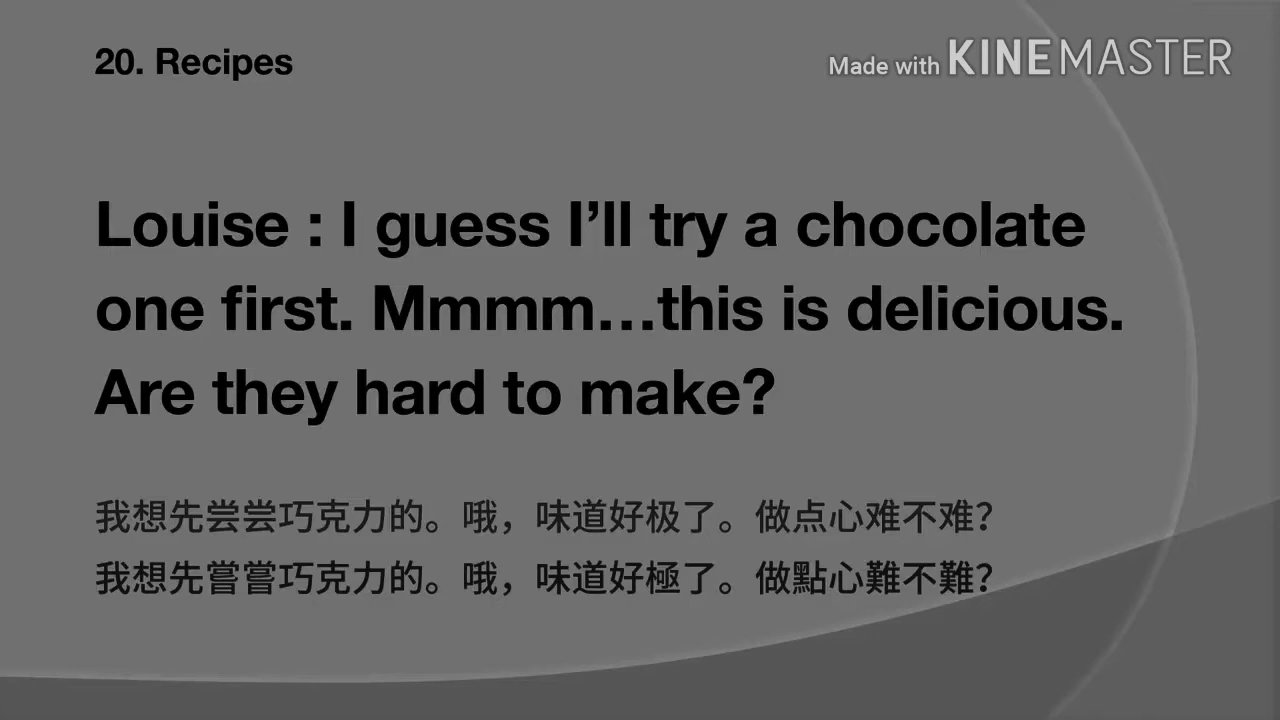 20. Recipes
Made with KINEMASTER
Louise : I guess I’ll try a chocolate
one first. Mmmm…this is delicious.
Are they hard to make?
我想先尝尝巧克力的。哦，味道好极了。做点心难不难？
我想先嘗嘗巧克力的。哦，味道好極了。做點心難不難？